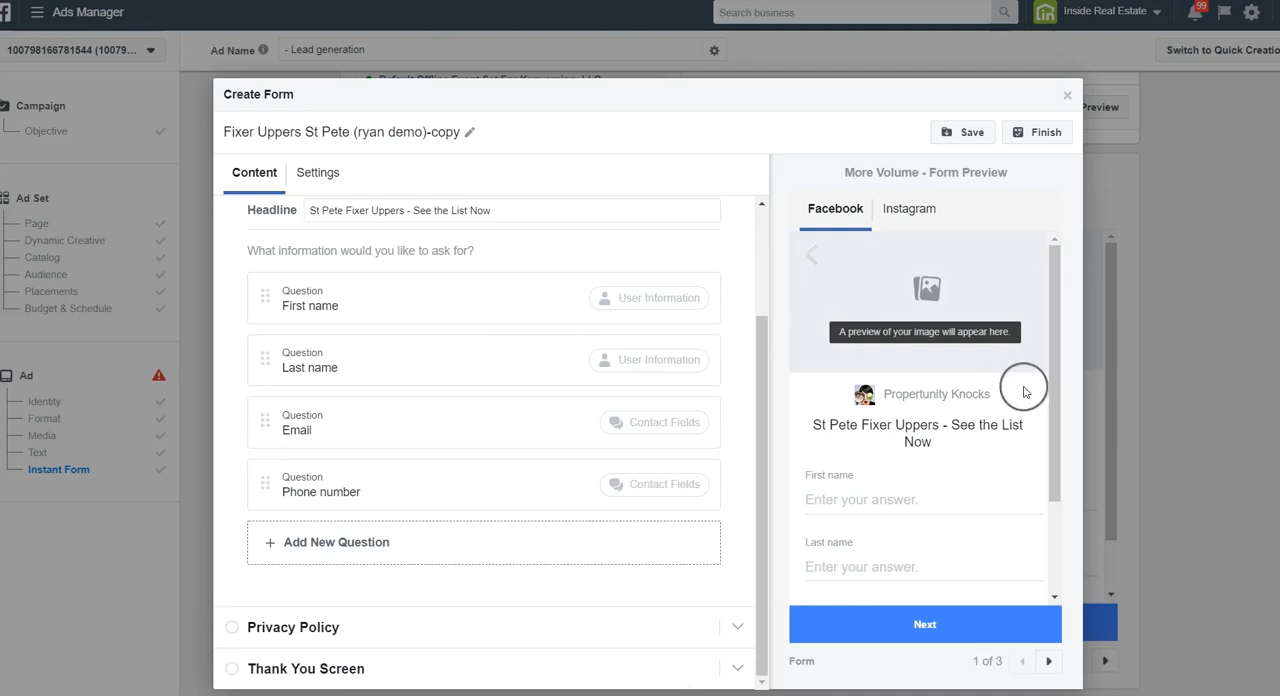 Ads Manager
Search business
Inside Real Estate
99
100798166781544 (10079...
Ad Name
- Lead generation
Switch to Quick Creatio
Create Form
Preview
Campaign
Objective
Fixer Uppers St Pete (ryan demo)-copy
Save
Finish
Content
Settings
More Volume - Form Preview
Ad Set
Page
Dynamic Creative
Catalog
Audience
Placements
Budget & Schedule
Headline
St Pete Fixer Uppers - See the List Now
Facebook
Instagram
What information would you like to ask for?
Question
First name
User Information
Question
Last name
User Information
Question
Email
Contact Fields
Question
Phone number
Contact Fields
Add New Question
Privacy Policy
Thank You Screen
A preview of your image will appear here.
Propertunity Knocks
St Pete Fixer Uppers - See the List
Now
First name
Enter your answer.
Last name
Enter your answer.
Next
Form
1 of 3
Ad
Identity
Format
Media
Text
Instant Form